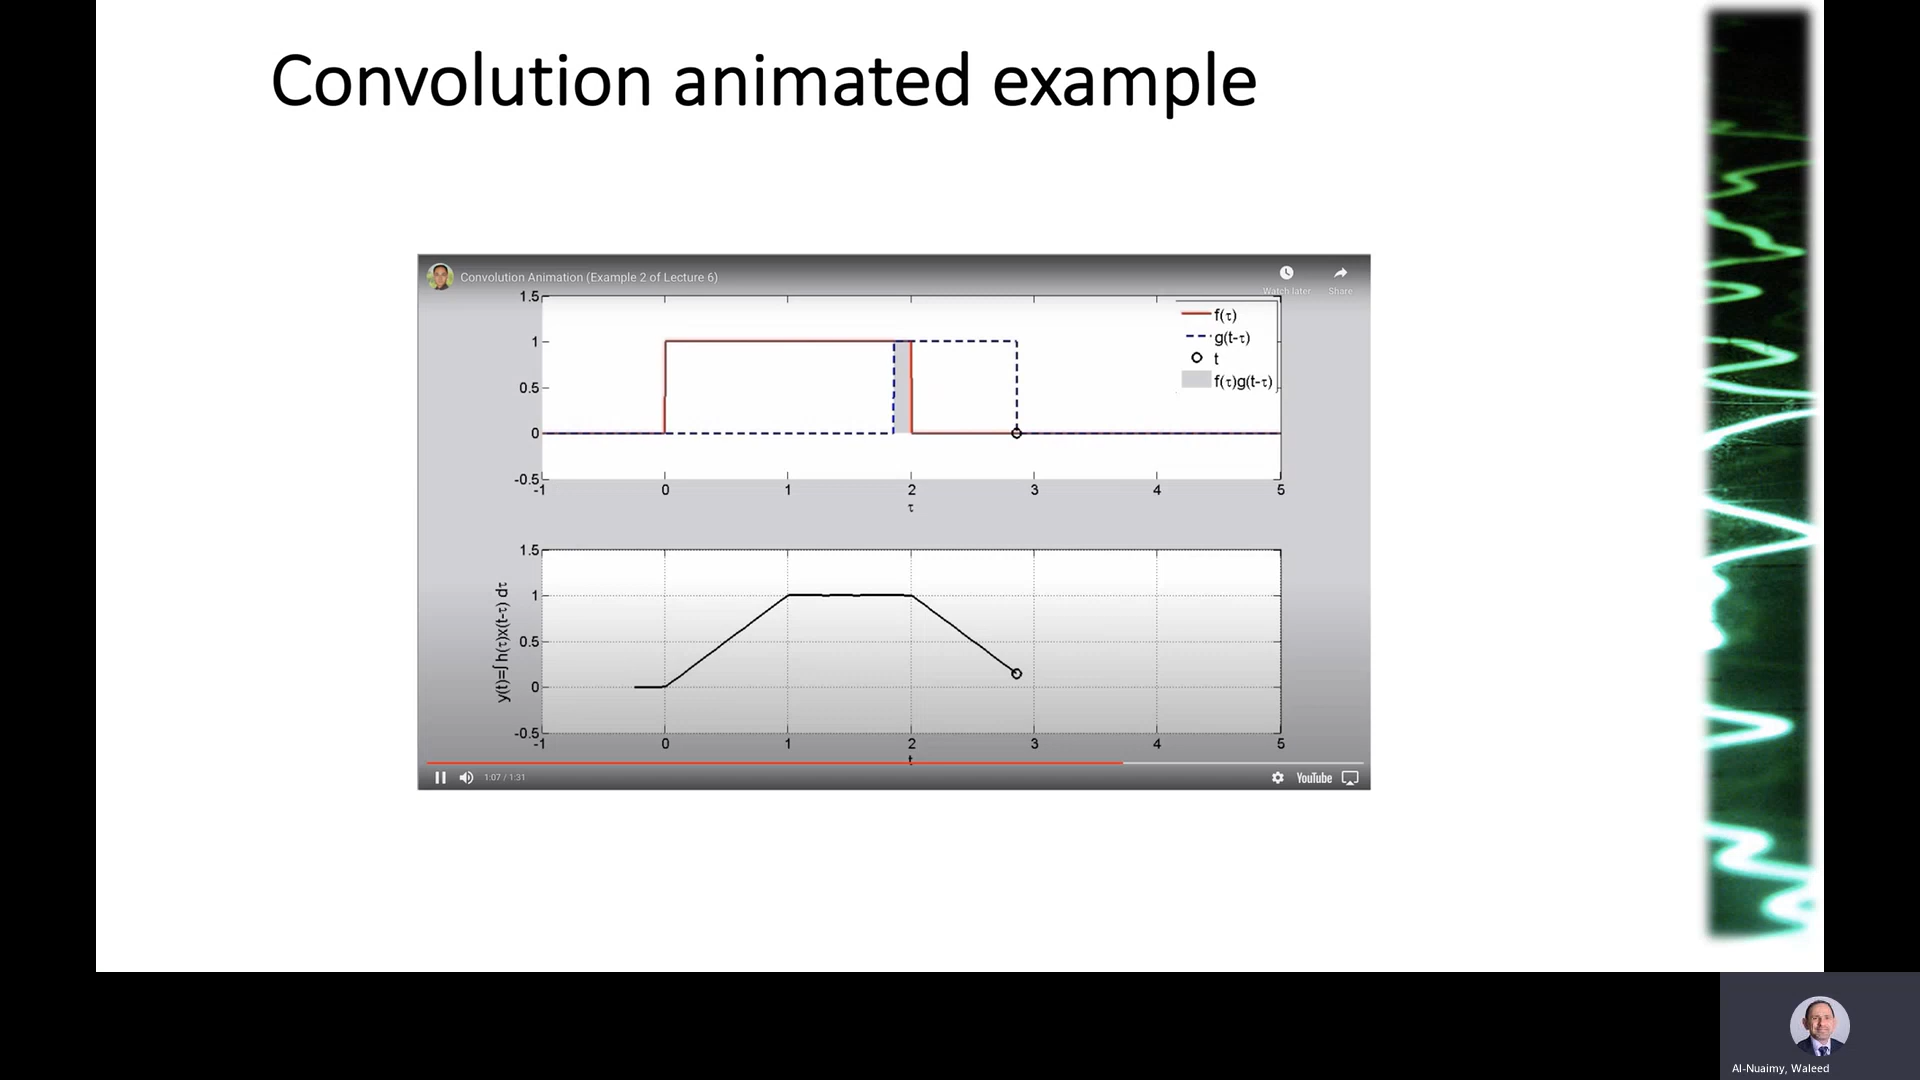 Convolution animated example
Convolution Animation (Example 2 of Lecture 6)
Watch later
Share
1.5
1
0.5
0
-0.5
-1 0 1 2 3 4 5
τ
f(τ)
g(t-τ)
t
f(τ)g(t-τ)
y(t)=∫h(τ)x(t-τ) dτ
1.5
1
0.5
0
-0.5
-1 0 1 2 3 4 5
t
1:07 / 1:31
YouTube
Al-Nuaimy, Waleed